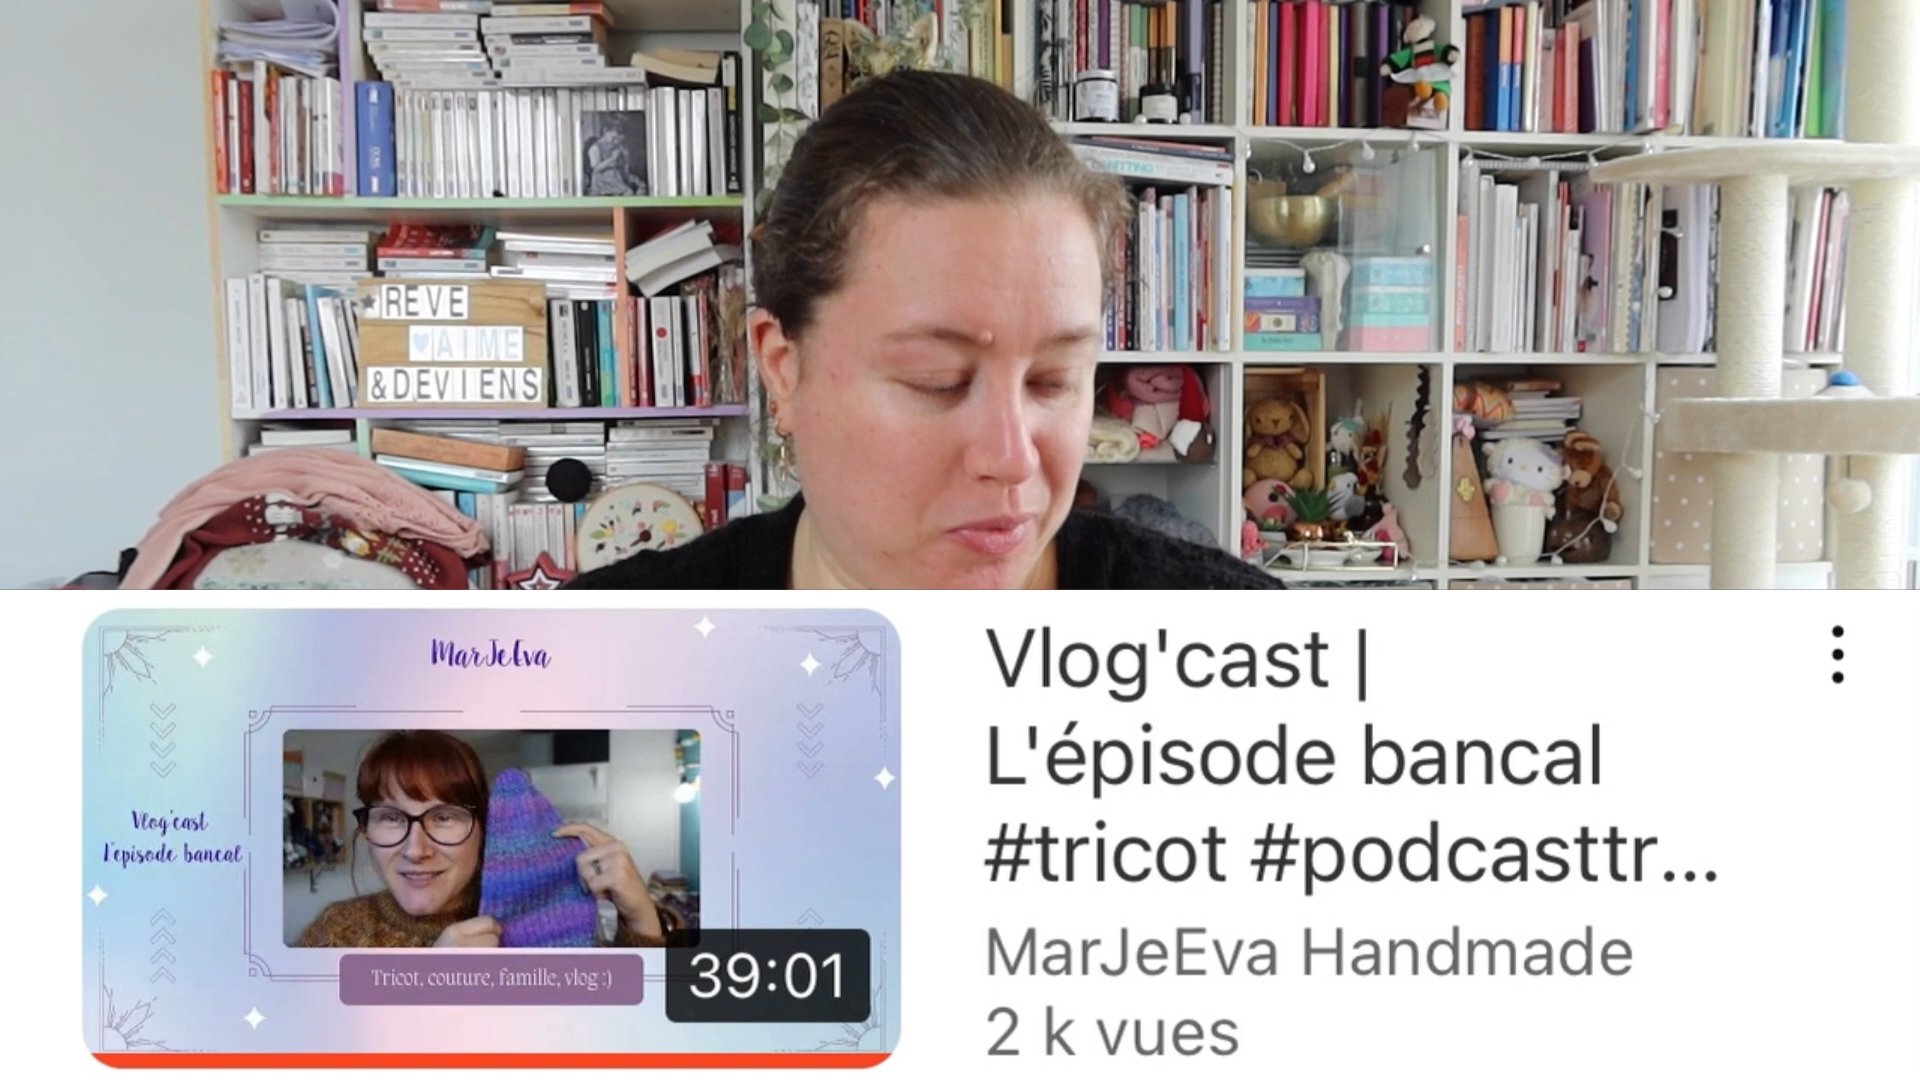 REVE
AIME
&DEVIENS
MarJeEva
Vlog'cast
L'épisode bancal
Tricot, couture, famille, vlog :)
39:01
Vlog'cast |
L'épisode bancal
#tricot #podcasttr...
MarJeEva Handmade
2 k vues